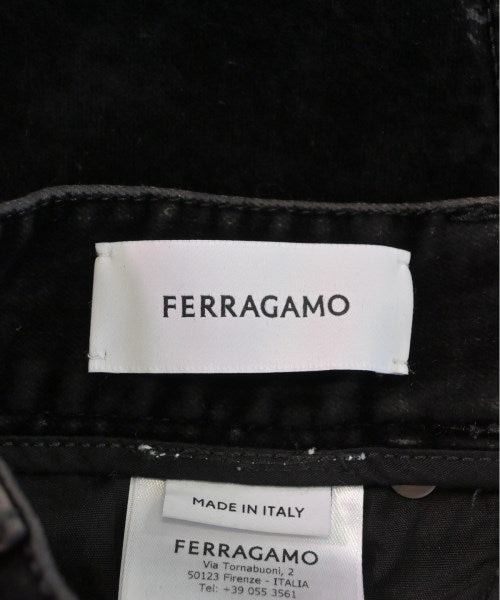 FERRAGAMO
MADE IN ITALY
FERRAGAMO
Via Tornabuoni, 2
50123 Firenze - ITALIA
Tel: +39 055 3561